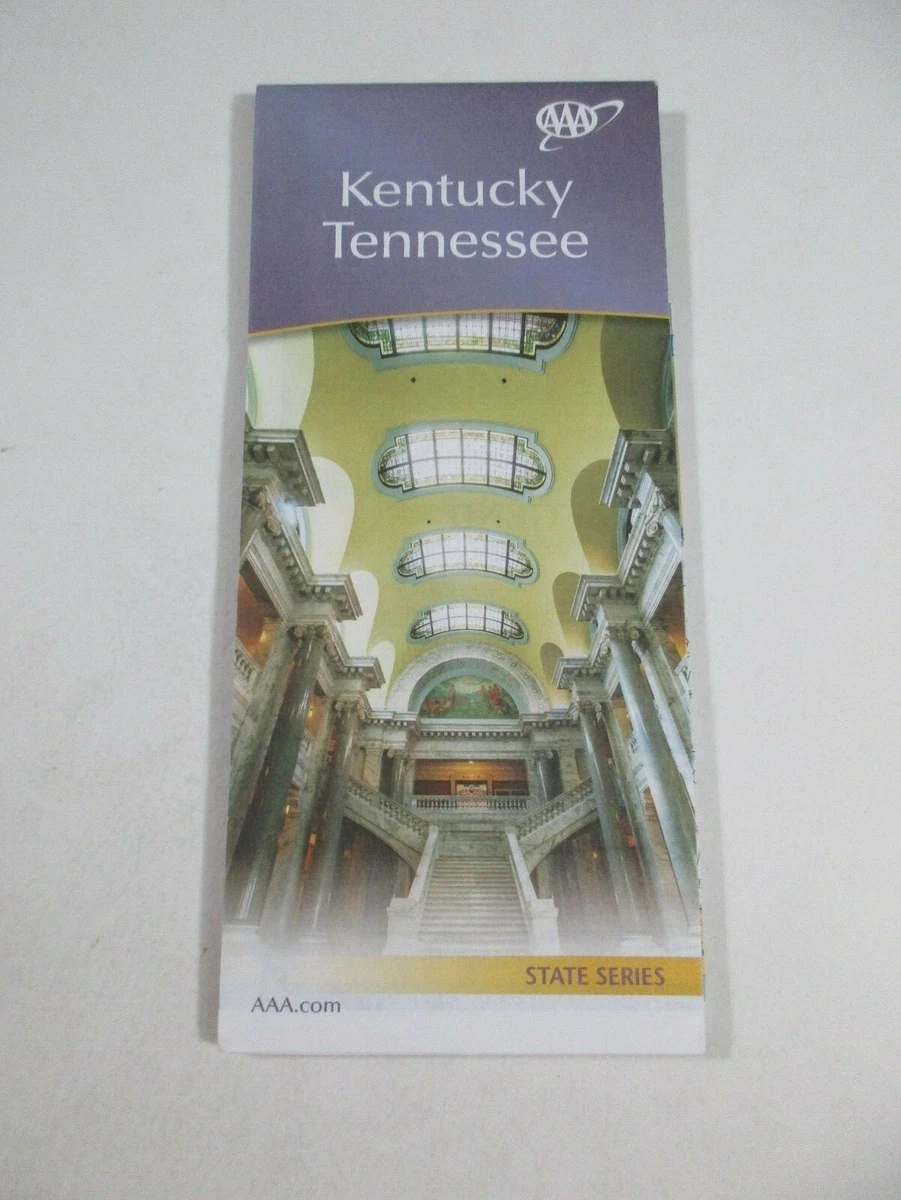 AAA
Kentucky
Tennessee
STATE SERIES
AAA.com